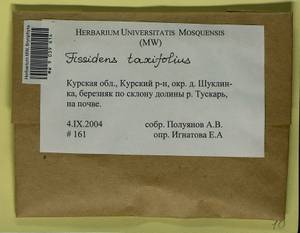 HERBARIUM UNIVERSITATIS MOSQUENSIS
(MW)
Fissidens taxifolius
Курская обл., Курский р-н, окр. д. Шуклин-
ка, березняк по склону долины р. Тускарь,
на почве.
4.IX.2004 собр. Полуянов А.В.
# 161 опр. Игнатова Е.А